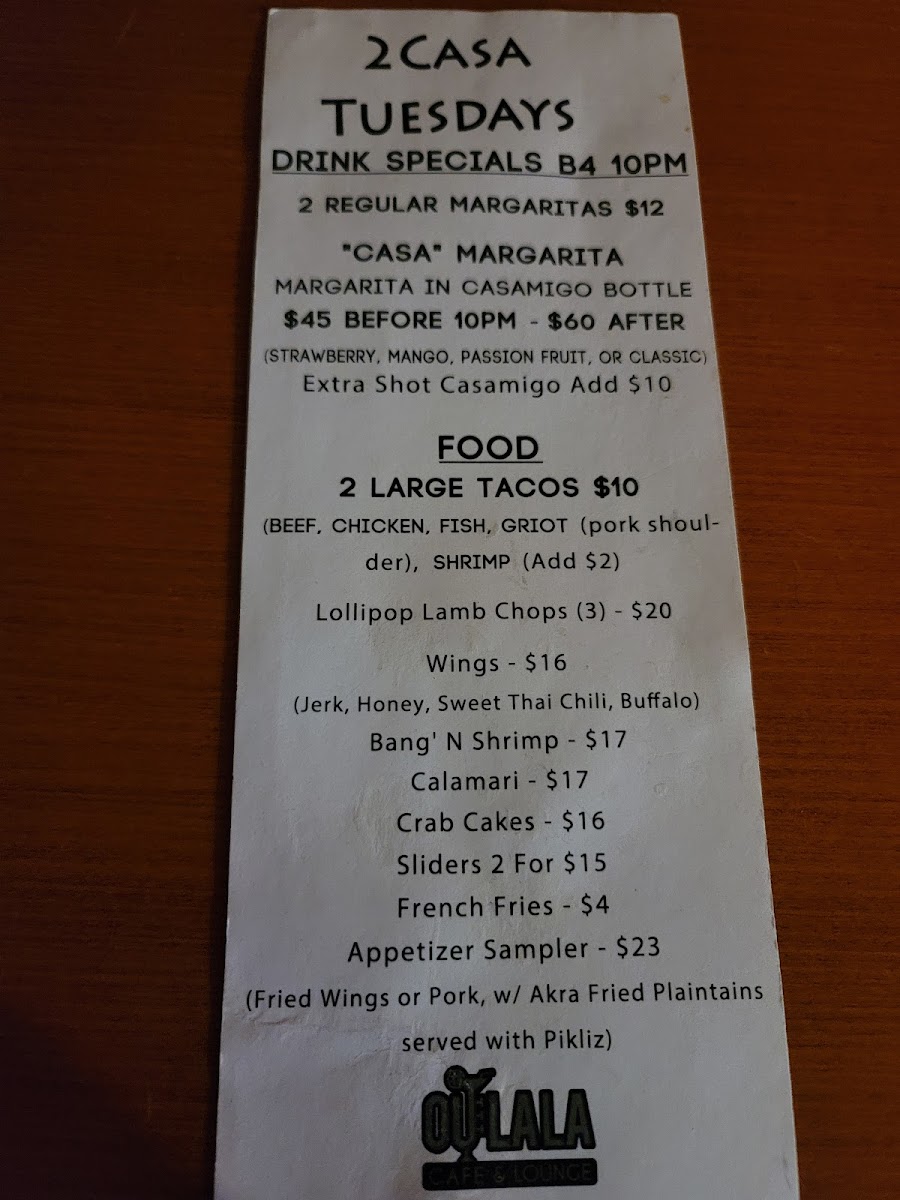 2CASA
TUESDAYS
DRINK SPECIALS B4 10PM
2 REGULAR MARGARITAS $12
"CASA" MARGARITA
MARGARITA IN CASAMIGO BOTTLE
$45 BEFORE 10PM - $60 AFTER
(STRAWBERRY, MANGO, PASSION FRUIT, OR CLASSIC)
Extra Shot Casamigo Add $10
FOOD
2 LARGE TACOS $10
(BEEF, CHICKEN, FISH, GRIOT (pork shoul-
der), SHRIMP (Add $2)
Lollipop Lamb Chops (3) - $20
Wings - $16
(Jerk, Honey, Sweet Thai Chili, Buffalo)
Bang' N Shrimp - $17
Calamari - $17
Crab Cakes - $16
Sliders 2 For $15
French Fries - $4
Appetizer Sampler - $23
(Fried Wings or Pork, w/ Akra Fried Plaintains
served with Pikliz)
OU LALA
CAFE & LOUNGE